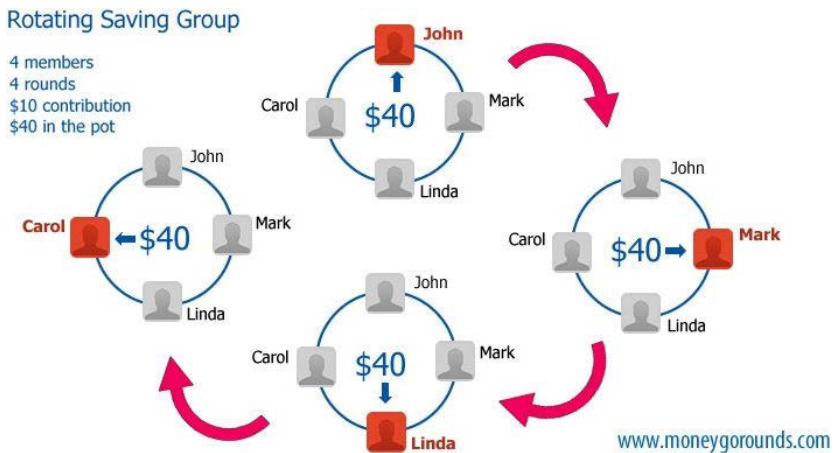 Rotating Saving Group
4 members
4 rounds
$10 contribution
$40 in the pot
John
Carol
Mark
$40
Linda
John
Carol
Mark
$40
Linda
John
Carol
Mark
$40
Linda
John
Carol
Mark
$40
Linda
www.moneygorounds.com